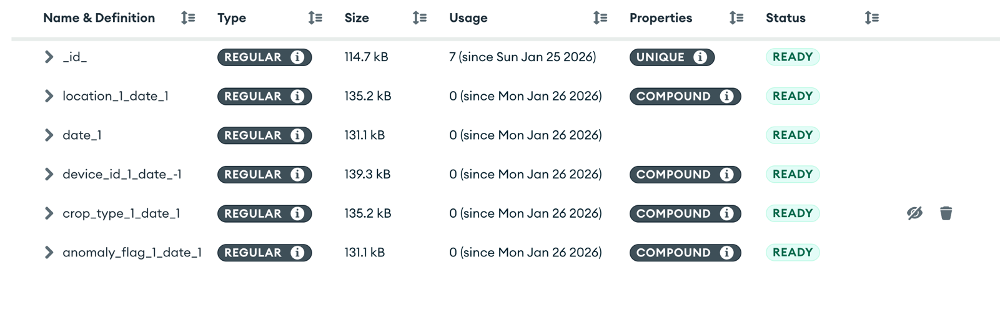 Name & Definition Type Size Usage Properties Status
_id_ REGULAR 114.7 kB 7 (since Sun Jan 25 2026) UNIQUE READY
location_1_date_1 REGULAR 135.2 kB 0 (since Mon Jan 26 2026) COMPOUND READY
date_1 REGULAR 131.1 kB 0 (since Mon Jan 26 2026) READY
device_id_1_date_-1 REGULAR 139.3 kB 0 (since Mon Jan 26 2026) COMPOUND READY
crop_type_1_date_1 REGULAR 135.2 kB 0 (since Mon Jan 26 2026) COMPOUND READY
anomaly_flag_1_date_1 REGULAR 131.1 kB 0 (since Mon Jan 26 2026) COMPOUND READY